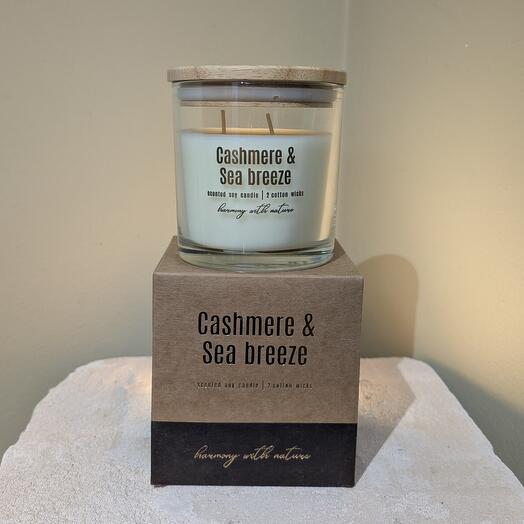 Cashmere &
Sea breeze
scented soy candle | 2 cotton wicks
harmony with nature
Cashmere &
Sea breeze
scented soy candle | 2 cotton wicks
harmony with nature